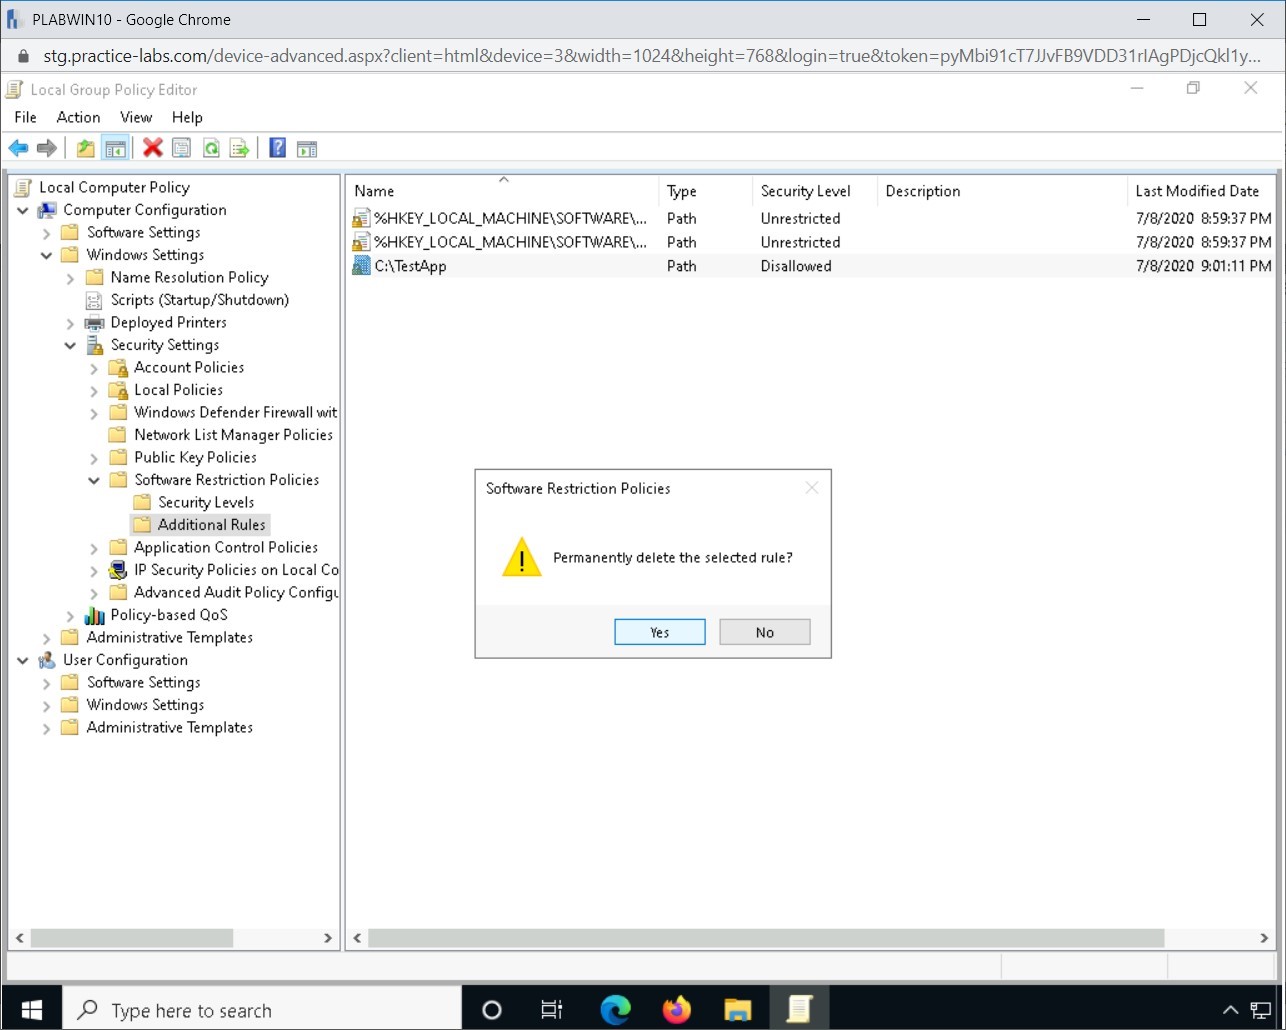 PLABWIN10 - Google Chrome
stg.practice-labs.com/device-advanced.aspx?client=html&device=3&width=1024&height=768&login=true&token=pyMbi91cT7JJvFB9VDD31rIAgPDjcQkl1y...
Local Group Policy Editor
File Action View Help
Local Computer Policy
Computer Configuration
Software Settings
Windows Settings
Name Resolution Policy
Scripts (Startup/Shutdown)
Deployed Printers
Security Settings
Account Policies
Local Policies
Windows Defender Firewall wit
Network List Manager Policies
Public Key Policies
Software Restriction Policies
Security Levels
Additional Rules
Application Control Policies
IP Security Policies on Local Co
Advanced Audit Policy Configu
Policy-based QoS
Administrative Templates
User Configuration
Software Settings
Windows Settings
Administrative Templates
Name Type Security Level Description Last Modified Date
%HKEY_LOCAL_MACHINE\SOFTWARE\... Path Unrestricted 7/8/2020 8:59:37 PM
%HKEY_LOCAL_MACHINE\SOFTWARE\... Path Unrestricted 7/8/2020 8:59:37 PM
C:\TestApp Path Disallowed 7/8/2020 9:01:11 PM
Software Restriction Policies
Permanently delete the selected rule?
Yes No
Type here to search